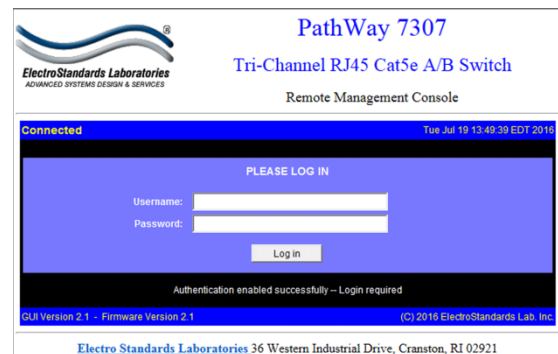 ®
PathWay 7307
Tri-Channel RJ45 Cat5e A/B Switch
ElectroStandards Laboratories
ADVANCED SYSTEMS DESIGN & SERVICES
Remote Management Console
Connected
Tue Jul 19 13:49:39 EDT 2016
PLEASE LOG IN
Username:
Password:
Log in
Authentication enabled successfully -- Login required
GUI Version 2.1 - Firmware Version 2.1
(C) 2016 ElectroStandards Lab. Inc.
Electro Standards Laboratories 36 Western Industrial Drive, Cranston, RI 02921